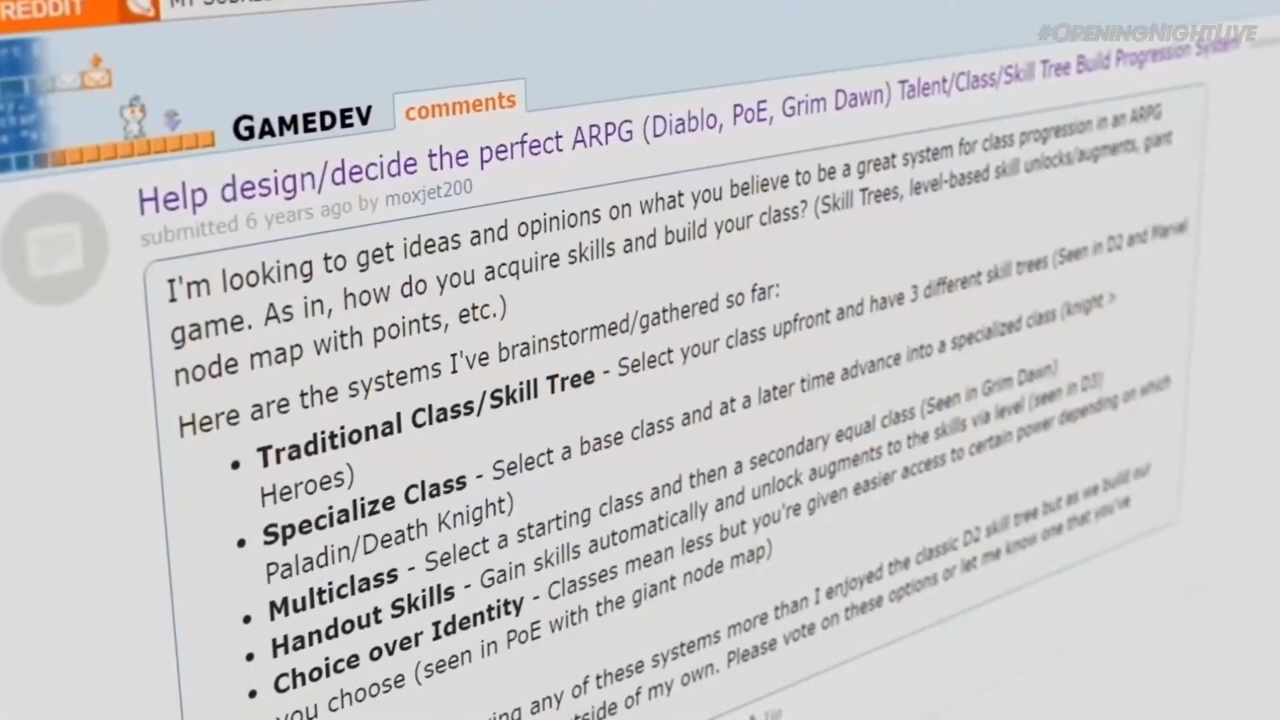 REDDIT
#OPENINGNIGHTLIVE
GAMEDEV comments
Help design/decide the perfect ARPG (Diablo, PoE, Grim Dawn) Talent/Class/Skill Tree Build Progression System
submitted 6 years ago by moxjet200
I'm looking to get ideas and opinions on what you believe to be a great system for class progression in an ARPG
game. As in, how do you acquire skills and build your class? (Skill Trees, level-based skill unlocks/augments, giant
node map with points, etc.)
Here are the systems I've brainstormed/gathered so far:
• Traditional Class/Skill Tree - Select your class upfront and have 3 different skill trees (Seen in D2 and Marvel
Heroes)
• Specialize Class - Select a base class and at a later time advance into a specialized class (knight >
Paladin/Death Knight)
• Multiclass - Select a starting class and then a secondary equal class (Seen in Grim Dawn)
• Handout Skills - Gain skills automatically and unlock augments to the skills via level (seen in D3)
• Choice over Identity - Classes mean less but you're given easier access to certain power depending on which
you choose (seen in PoE with the giant node map)
any of these systems more than I enjoyed the classic D2 skill tree but as we build our
of my own. Please vote on these options or let me know one that you've